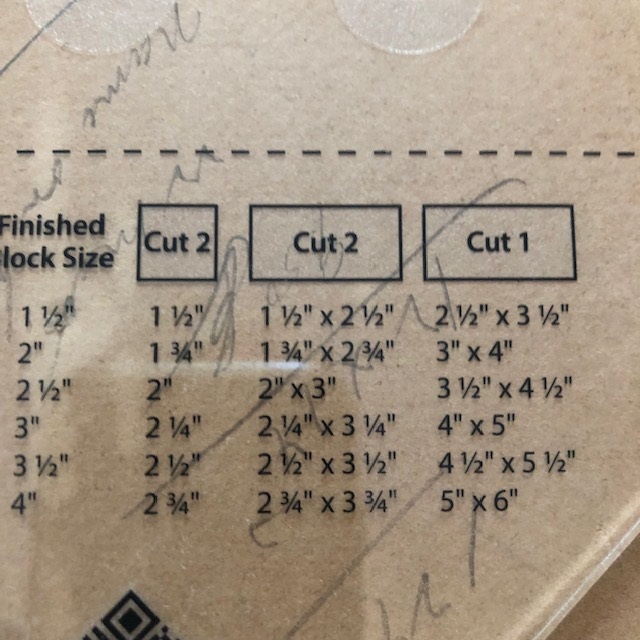 Finished
lock Size
Cut 2 Cut 2 Cut 1
1 ½" 1 ½" 1 ½" x 2 ½" 2 ½" x 3 ½"
2" 1 ¾" 1 ¾" x 2 ¾" 3" x 4"
2 ½" 2" 2" x 3" 3 ½" x 4 ½"
3" 2 ¼" 2 ¼" x 3 ¼" 4" x 5"
3 ½" 2 ½" 2 ½" x 3 ½" 4 ½" x 5 ½"
4" 2 ¾" 2 ¾" x 3 ¾" 5" x 6"